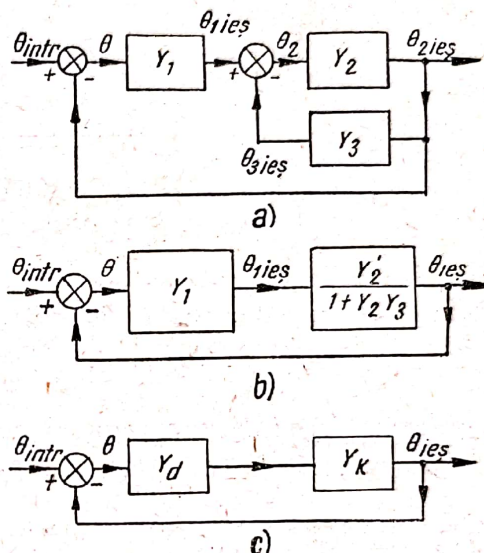 θintr θ Y₁ θ₁ieș θ₂ Y₂ θ₂ieș
+ - + -
θ₃ieș Y₃
a)
θintr θ Y₁ θ₁ieș Y₂' θieș
+ - 1+Y₂Y₃
b)
θintr θ Yd YK θieș
+ -
c)